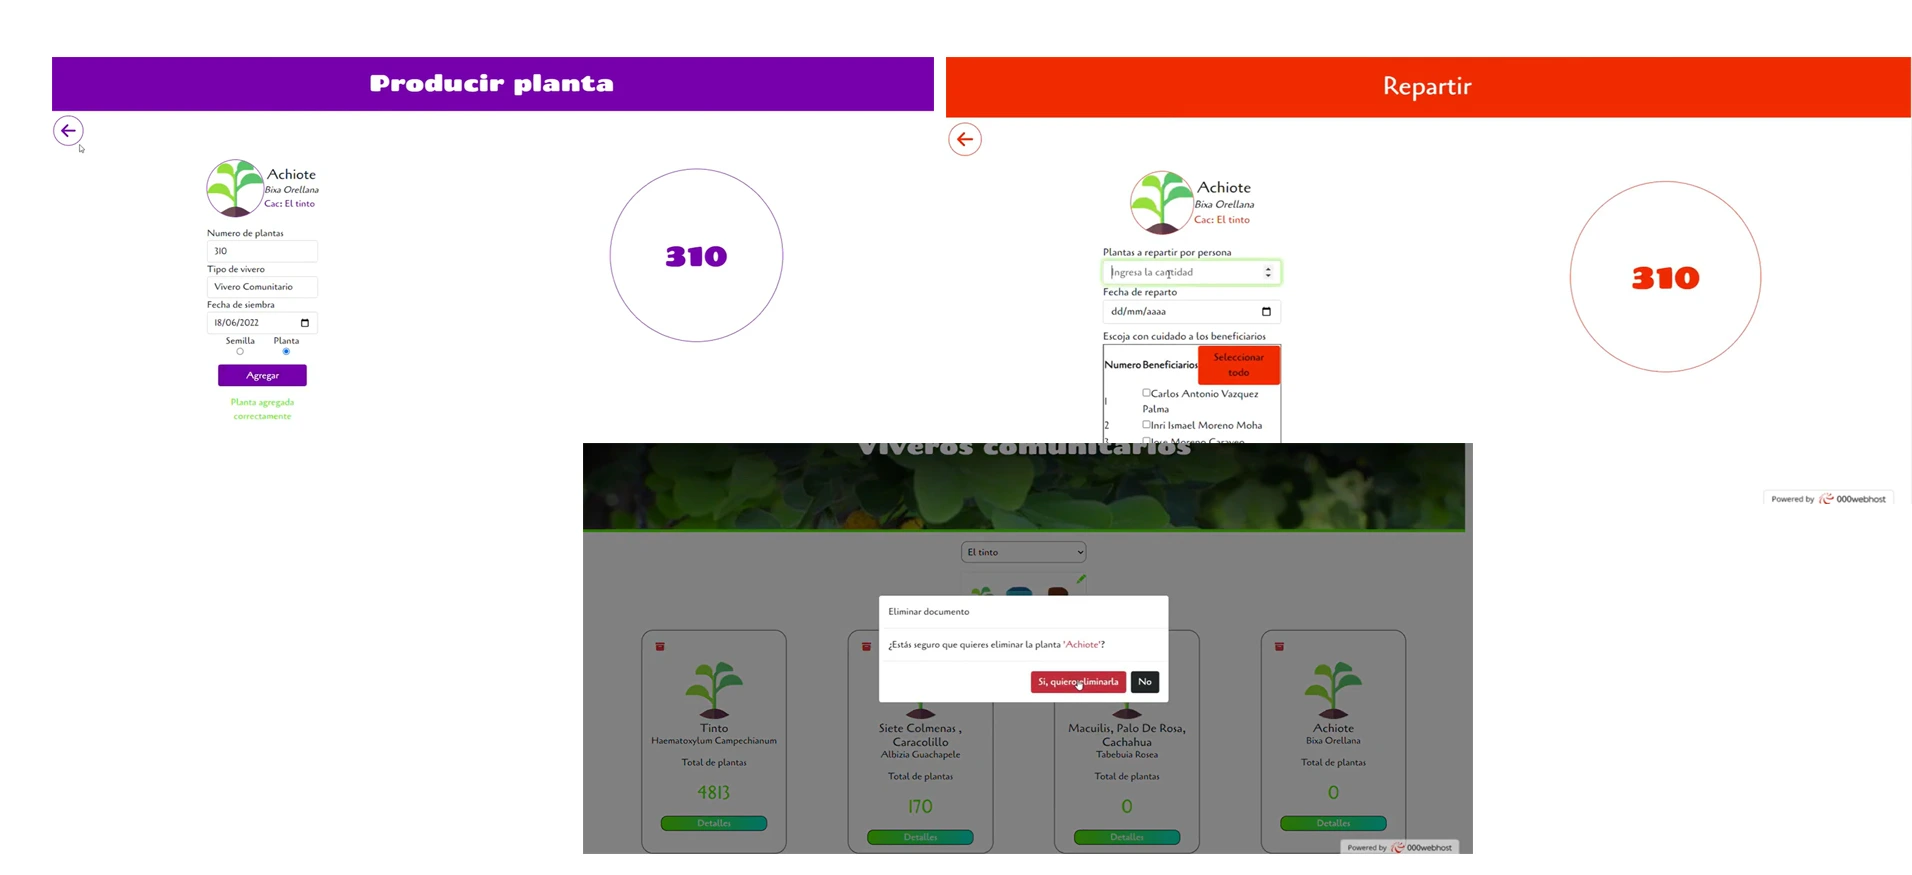 Producir planta
Achiote
Bixa Orellana
Cac: El tinto
Numero de plantas
310
Tipo de vivero
Vivero Comunitario
Fecha de siembra
18/06/2022
Semilla Planta
Agregar
Planta agregada
correctamente
310
Repartir
Achiote
Bixa Orellana
Cac: El tinto
Plantas a repartir por persona
Ingresa la cantidad
Fecha de reparto
dd/mm/aaaa
Escoja con cuidado a los beneficiarios
Numero Beneficiarios Seleccionar
todo
1 Carlos Antonio Vazquez
Palma
2 Inri Ismael Moreno Moha
3 Jose Moreno Caraveo
310
Powered by 000webhost
Viveros comunitarios
El tinto
Eliminar documento
¿Estás seguro que quieres eliminar la planta 'Achiote'?
Si, quiero eliminarla No
Tinto
Haematoxylum Campechianum
Total de plantas
4813
Detalles
Siete Colmenas ,
Caracolillo
Albizia Guachapele
Total de plantas
170
Detalles
Macuilis, Palo De Rosa,
Cachahua
Tabebuia Rosea
Total de plantas
0
Detalles
Achiote
Bixa Orellana
Total de plantas
0
Detalles
Powered by 000webhost